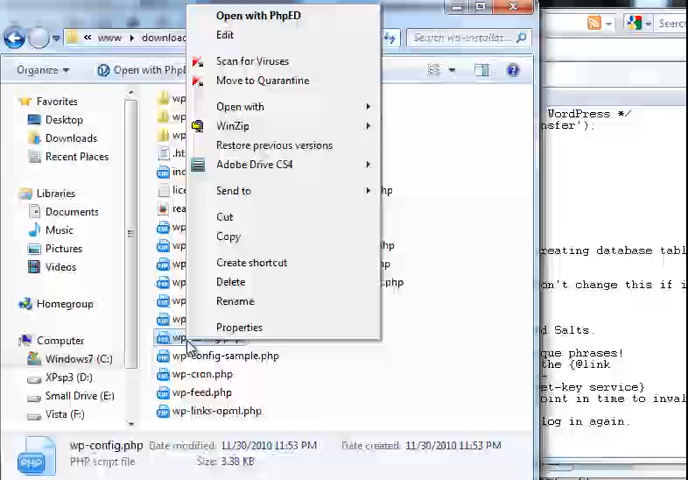 Open with PhpED
Edit
Scan for Viruses
Move to Quarantine
Open with
WinZip
Restore previous versions
Adobe Drive CS4
Send to
Cut
Copy
Create shortcut
Delete
Rename
Properties
« www download
Search
Organize
Open with
Favorites
Desktop
Downloads
Recent Places
Libraries
Documents
Music
Pictures
Videos
Homegroup
Computer
Windows7 (C:)
XPsp3 (D:)
Small Drive (E:)
Vista (F:)
wp-config-sample.php
wp-cron.php
wp-feed.php
wp-links-opml.php
wp-config.php Date modified: 11/30/2010 11:53 PM Date created: 11/30/2010 11:53 PM
PHP script file Size: 3.38 KB
PHP
Searc
WordPress */
nsfer');
reating database tabl
on't change this if i
d Salts.
que phrases!
the {@link
et-key service}
oint in time to inval
log in again.